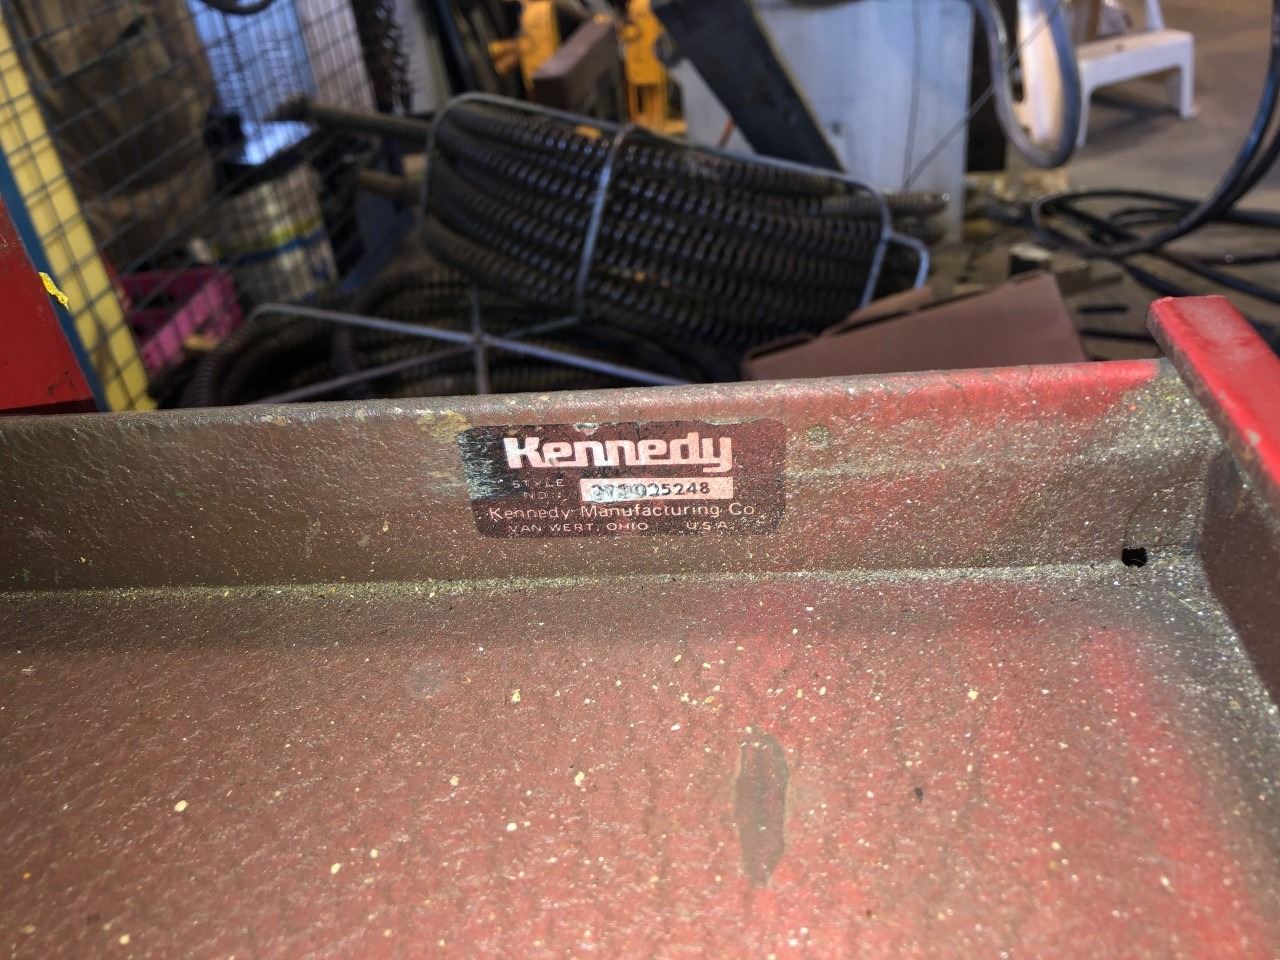 Kennedy
STYLE
NO.
Kennedy Manufacturing Co
VAN WERT, OHIO U.S.A.